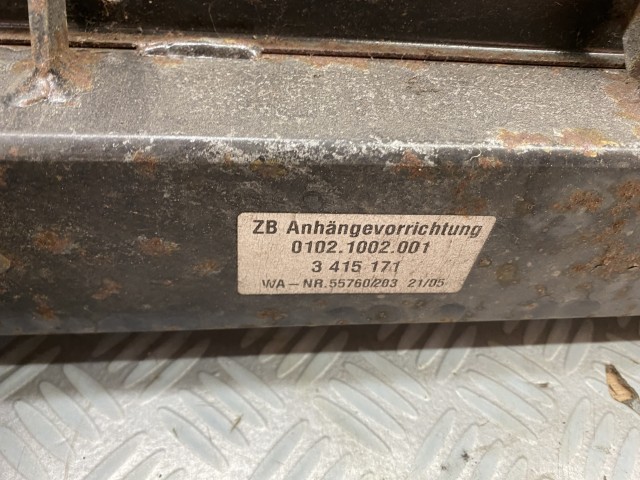 ZB Anhängevorrichtung
0102.1002.001
3 415 171
WA-NR.55760/203 21/05